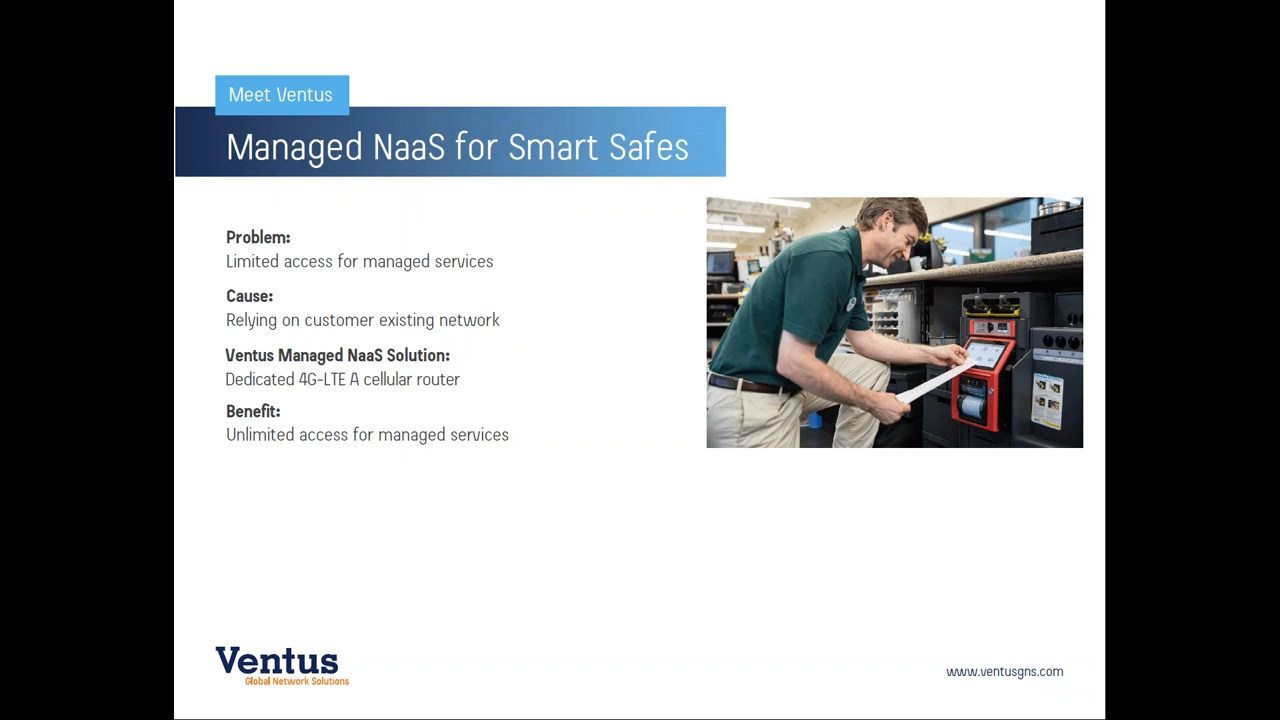 Meet Ventus
Managed NaaS for Smart Safes
Problem:
Limited access for managed services
Cause:
Relying on customer existing network
Ventus Managed NaaS Solution:
Dedicated 4G-LTE A cellular router
Benefit:
Unlimited access for managed services
Ventus
Global Network Solutions
www.ventusgns.com